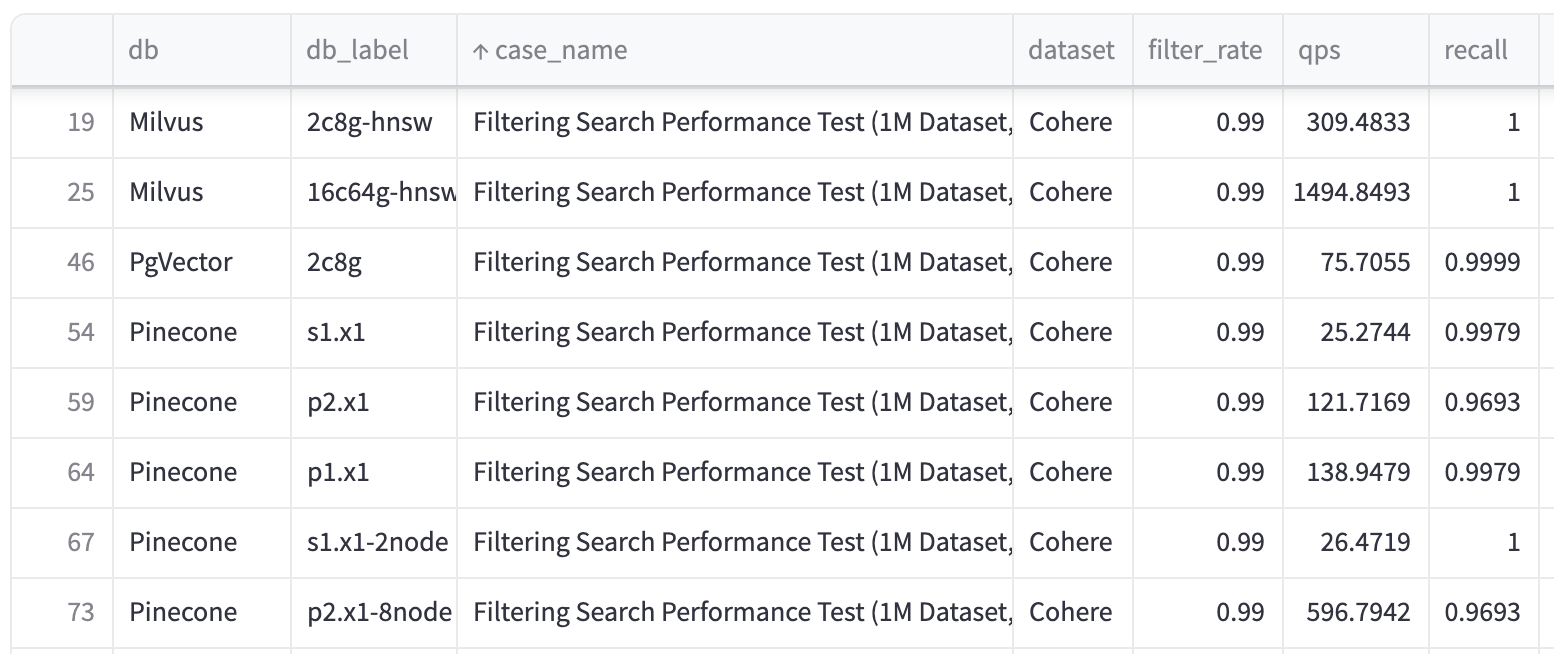 db db_label ↑ case_name dataset filter_rate qps recall
19 Milvus 2c8g-hnsw Filtering Search Performance Test (1M Dataset, Cohere 0.99 309.4833 1
25 Milvus 16c64g-hnsw Filtering Search Performance Test (1M Dataset, Cohere 0.99 1494.8493 1
46 PgVector 2c8g Filtering Search Performance Test (1M Dataset, Cohere 0.99 75.7055 0.9999
54 Pinecone s1.x1 Filtering Search Performance Test (1M Dataset, Cohere 0.99 25.2744 0.9979
59 Pinecone p2.x1 Filtering Search Performance Test (1M Dataset, Cohere 0.99 121.7169 0.9693
64 Pinecone p1.x1 Filtering Search Performance Test (1M Dataset, Cohere 0.99 138.9479 0.9979
67 Pinecone s1.x1-2node Filtering Search Performance Test (1M Dataset, Cohere 0.99 26.4719 1
73 Pinecone p2.x1-8node Filtering Search Performance Test (1M Dataset, Cohere 0.99 596.7942 0.9693